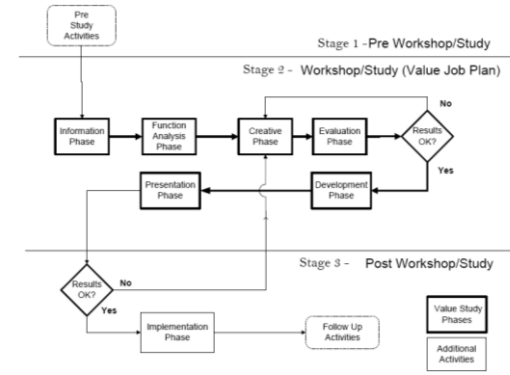 Pre
Study
Activities
Stage 1 - Pre Workshop/Study
Stage 2 - Workshop/Study (Value Job Plan)
No
Information
Phase
Function
Analysis
Phase
Creative
Phase
Evaluation
Phase
Results
OK?
Yes
Presentation
Phase
Development
Phase
Stage 3 - Post Workshop/Study
Results
OK?
No
Yes
Implementation
Phase
Follow Up
Activities
Value Study
Phases
Additional
Activities